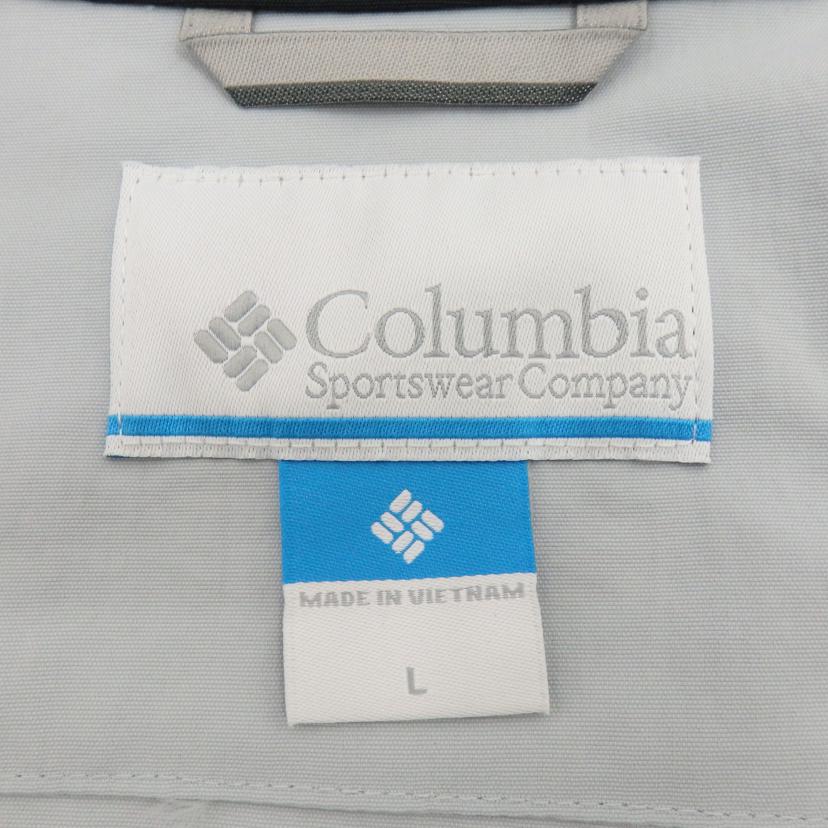 Columbia
Sportswear Company
MADE IN VIETNAM
L